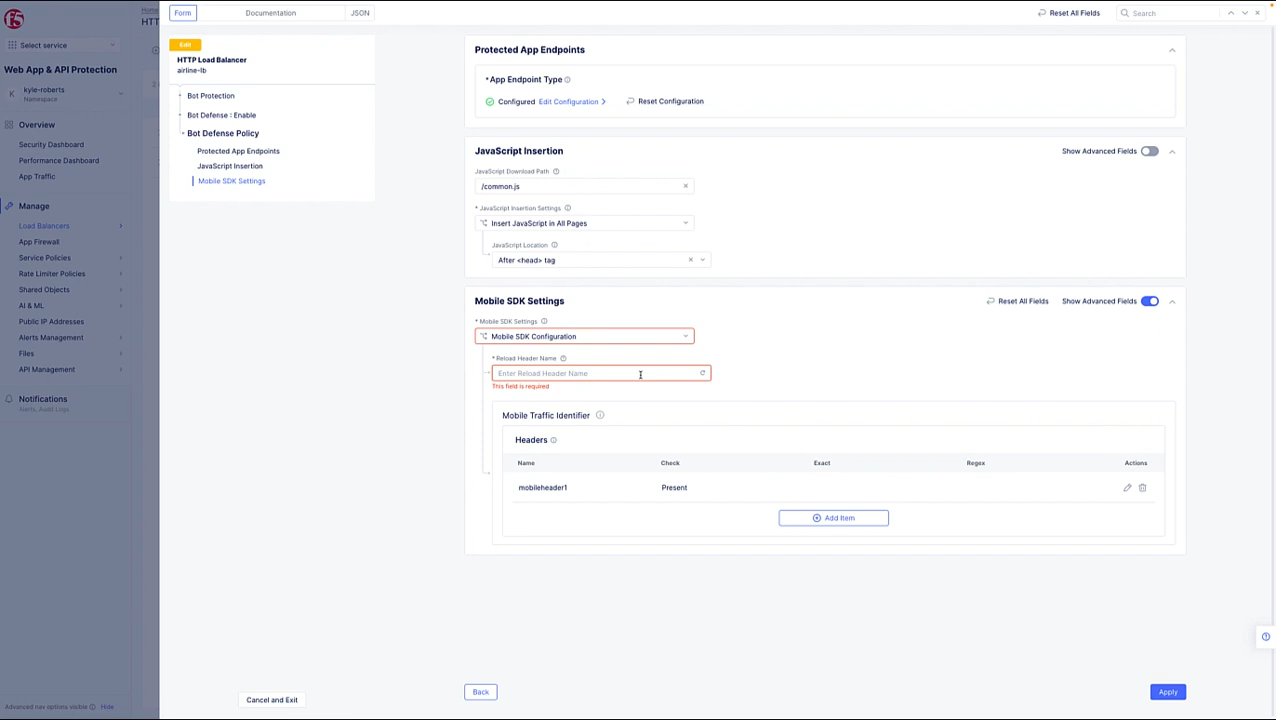 Form
Documentation
JSON
Reset All Fields
Search
Home
HTT
Select service
Edit
HTTP Load Balancer
airline-lb
Web App & API Protection
K
kyle-roberts
Namespace
Bot Protection
Bot Defense : Enable
Bot Defense Policy
Protected App Endpoints
JavaScript Insertion
Mobile SDK Settings
Overview
Security Dashboard
Performance Dashboard
App Traffic
Manage
Load Balancers
App Firewall
Service Policies
Rate Limiter Policies
Shared Objects
AI & ML
Public IP Addresses
Alerts Management
Files
API Management
Notifications
Alerts, Audit Logs
Advanced nav options visible
Hide
Cancel and Exit
Protected App Endpoints
* App Endpoint Type
Configured Edit Configuration
Reset Configuration
JavaScript Insertion
Show Advanced Fields
JavaScript Download Path
/common.js
* JavaScript Insertion Settings
Insert JavaScript in All Pages
JavaScript Location
After <head> tag
Mobile SDK Settings
Reset All Fields
Show Advanced Fields
* Mobile SDK Settings
Mobile SDK Configuration
* Reload Header Name
Enter Reload Header Name
This field is required
Mobile Traffic Identifier
Headers
Name Check Exact Regex Actions
mobileheader1 Present
Add Item
Back
Apply